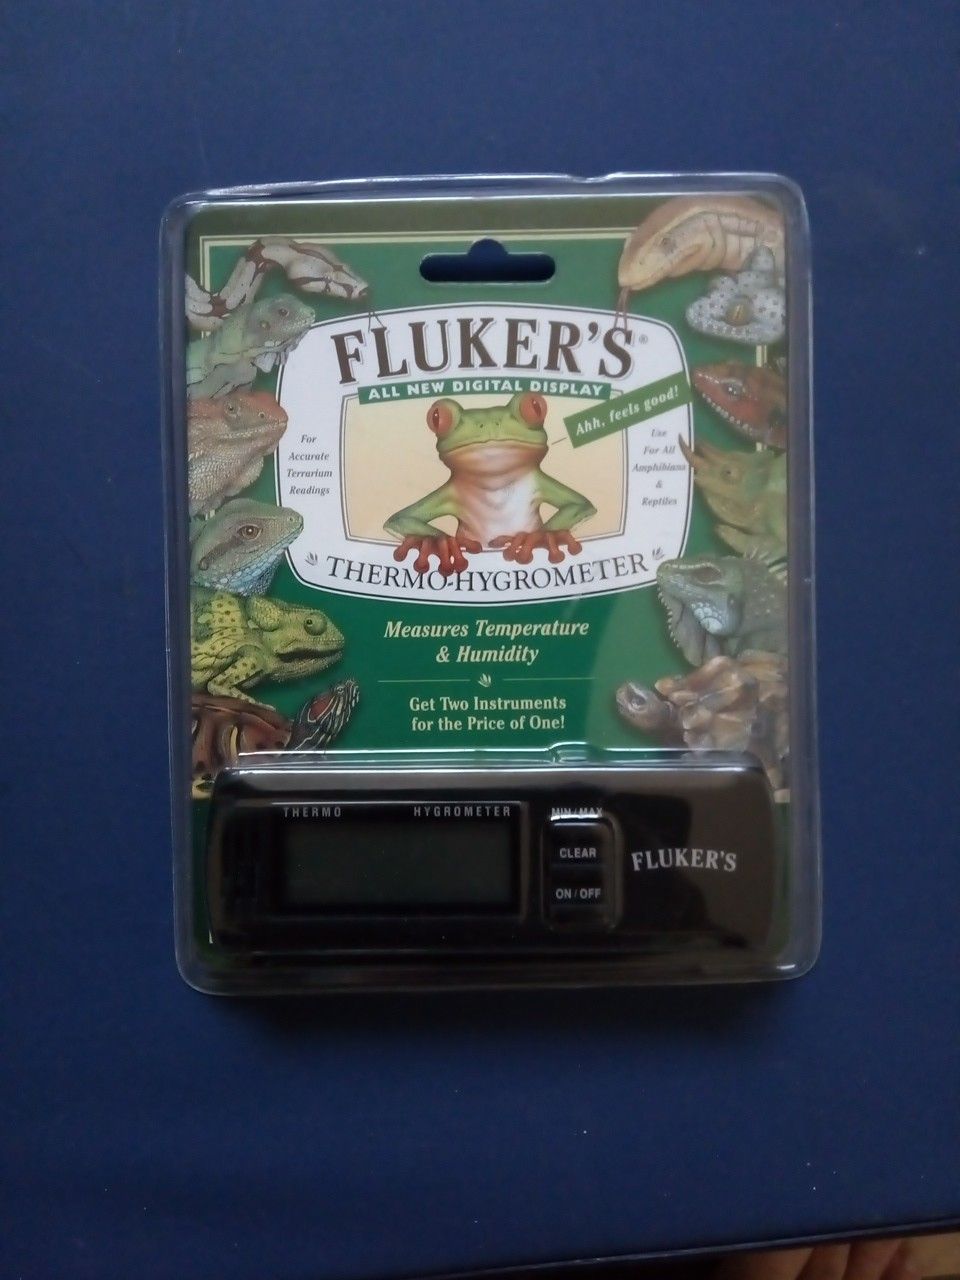 FLUKER'S®
ALL NEW DIGITAL DISPLAY
Ahh, feels good!
For
Accurate
Terrarium
Readings
Use
For All
Amphibians
&
Reptiles
THERMO-HYGROMETER
Measures Temperature
& Humidity
Get Two Instruments
for the Price of One!
THERMO HYGROMETER
MIN/MAX
CLEAR
ON/OFF
FLUKER'S